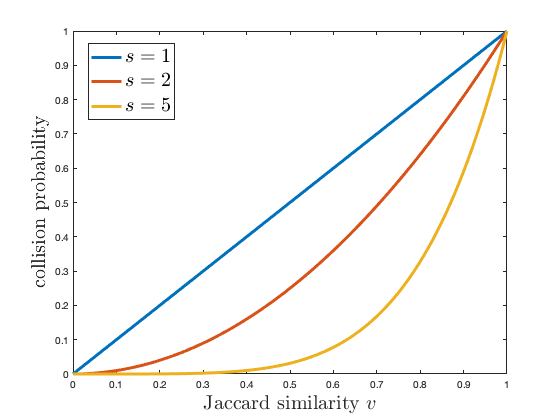 1
0.9
0.8
0.7
0.6
0.5
0.4
0.3
0.2
0.1
0
s = 1
s = 2
s = 5
collision probability
0 0.1 0.2 0.3 0.4 0.5 0.6 0.7 0.8 0.9 1
Jaccard similarity v